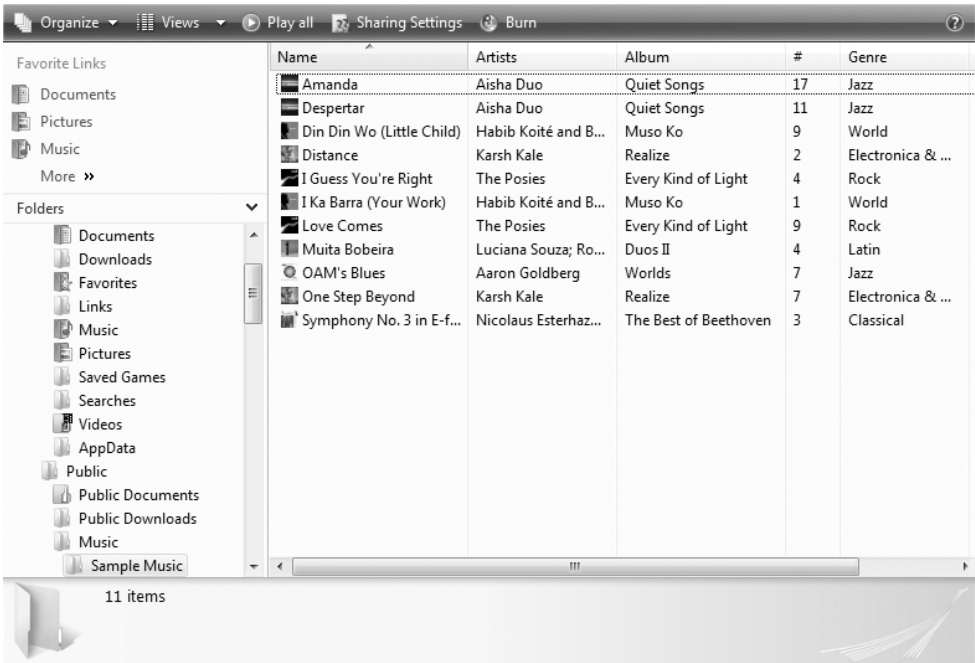 Organize Views Play all Sharing Settings Burn
Favorite Links
Documents
Pictures
Music
More »
Folders
Documents
Downloads
Favorites
Links
Music
Pictures
Saved Games
Searches
Videos
AppData
Public
Public Documents
Public Downloads
Music
Sample Music
Name Artists Album # Genre
Amanda Aisha Duo Quiet Songs 17 Jazz
Despertar Aisha Duo Quiet Songs 11 Jazz
Din Din Wo (Little Child) Habib Koité and B... Muso Ko 9 World
Distance Karsh Kale Realize 2 Electronica & ...
I Guess You're Right The Posies Every Kind of Light 4 Rock
I Ka Barra (Your Work) Habib Koité and B... Muso Ko 1 World
Love Comes The Posies Every Kind of Light 9 Rock
Muita Bobeira Luciana Souza; Ro... Duos II 4 Latin
OAM's Blues Aaron Goldberg Worlds 7 Jazz
One Step Beyond Karsh Kale Realize 7 Electronica & ...
Symphony No. 3 in E-f... Nicolaus Esterhaz... The Best of Beethoven 3 Classical
11 items